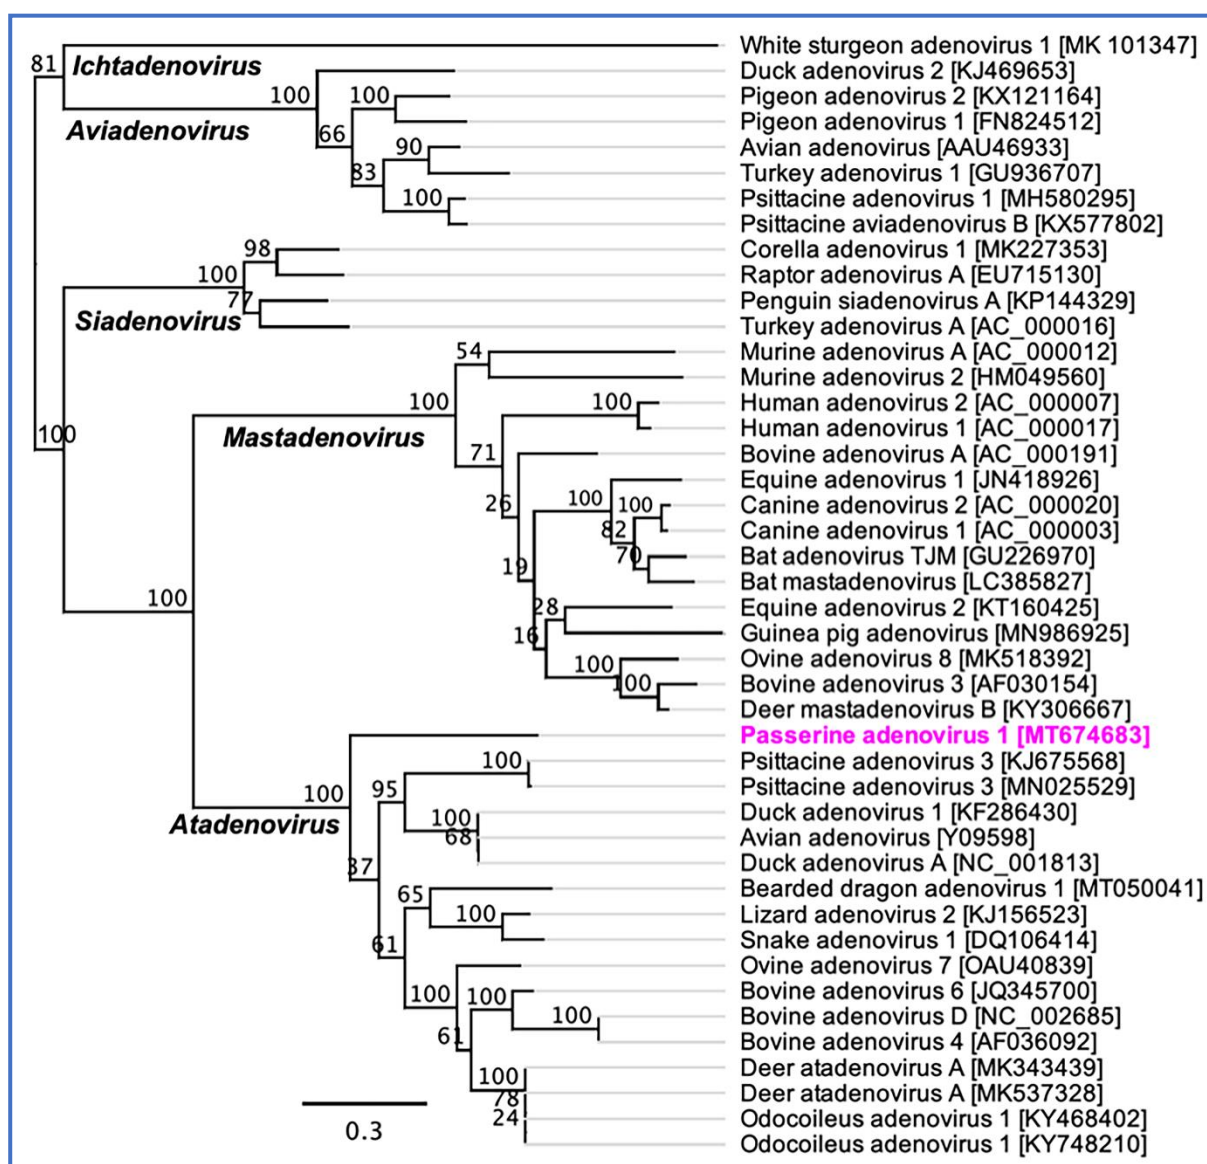 81
Ichtadenovirus
White sturgeon adenovirus 1 [MK 101347]
Duck adenovirus 2 [KJ469653]
100
100
Pigeon adenovirus 2 [KX121164]
Aviadenovirus
66
Pigeon adenovirus 1 [FN824512]
90
Avian adenovirus [AAU46933]
83
Turkey adenovirus 1 [GU936707]
100
Psittacine adenovirus 1 [MH580295]
Psittacine aviadenovirus B [KX577802]
98
Corella adenovirus 1 [MK227353]
100
Raptor adenovirus A [EU715130]
77
Penguin siadenovirus A [KP144329]
Siadenovirus
Turkey adenovirus A [AC_000016]
54
Murine adenovirus A [AC_000012]
Murine adenovirus 2 [HM049560]
100
100
Human adenovirus 2 [AC_000007]
100
Mastadenovirus
Human adenovirus 1 [AC_000017]
71
Bovine adenovirus A [AC_000191]
Equine adenovirus 1 [JN418926]
26
100
100
Canine adenovirus 2 [AC_000020]
82
Canine adenovirus 1 [AC_000003]
70
Bat adenovirus TJM [GU226970]
19
Bat mastadenovirus [LC385827]
100
28
Equine adenovirus 2 [KT160425]
16
Guinea pig adenovirus [MN986925]
100
Ovine adenovirus 8 [MK518392]
100
Bovine adenovirus 3 [AF030154]
Deer mastadenovirus B [KY306667]
Passerine adenovirus 1 [MT674683]
100
Psittacine adenovirus 3 [KJ675568]
100
95
Psittacine adenovirus 3 [MN025529]
Atadenovirus
100
Duck adenovirus 1 [KF286430]
68
Avian adenovirus [Y09598]
37
Duck adenovirus A [NC_001813]
65
Bearded dragon adenovirus 1 [MT050041]
100
Lizard adenovirus 2 [KJ156523]
61
Snake adenovirus 1 [DQ106414]
Ovine adenovirus 7 [OAU40839]
100
100
Bovine adenovirus 6 [JQ345700]
100
Bovine adenovirus D [NC_002685]
61
Bovine adenovirus 4 [AF036092]
100
Deer atadenovirus A [MK343439]
78
Deer atadenovirus A [MK537328]
24
Odocoileus adenovirus 1 [KY468402]
0.3
Odocoileus adenovirus 1 [KY748210]